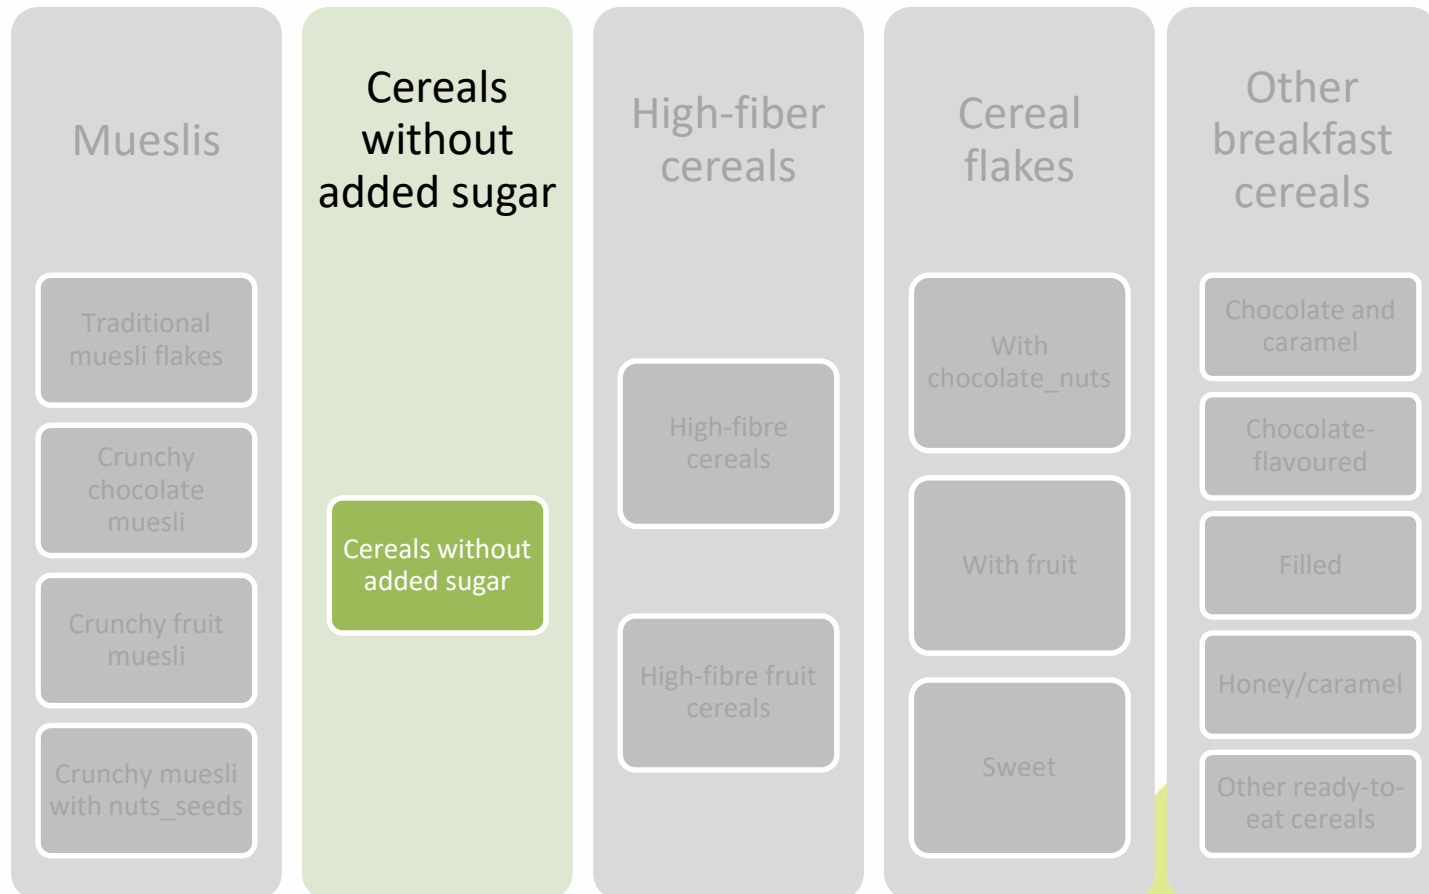 Mueslis
Traditional
muesli flakes
Crunchy
chocolate
muesli
Crunchy fruit
muesli
Crunchy muesli
with nuts_seeds
Cereals
without
added sugar
Cereals without
added sugar
High-fiber
cereals
High-fibre
cereals
High-fibre fruit
cereals
Cereal
flakes
With
chocolate_nuts
With fruit
Sweet
Other
breakfast
cereals
Chocolate and
caramel
Chocolate-
flavoured
Filled
Honey/caramel
Other ready-to-
eat cereals